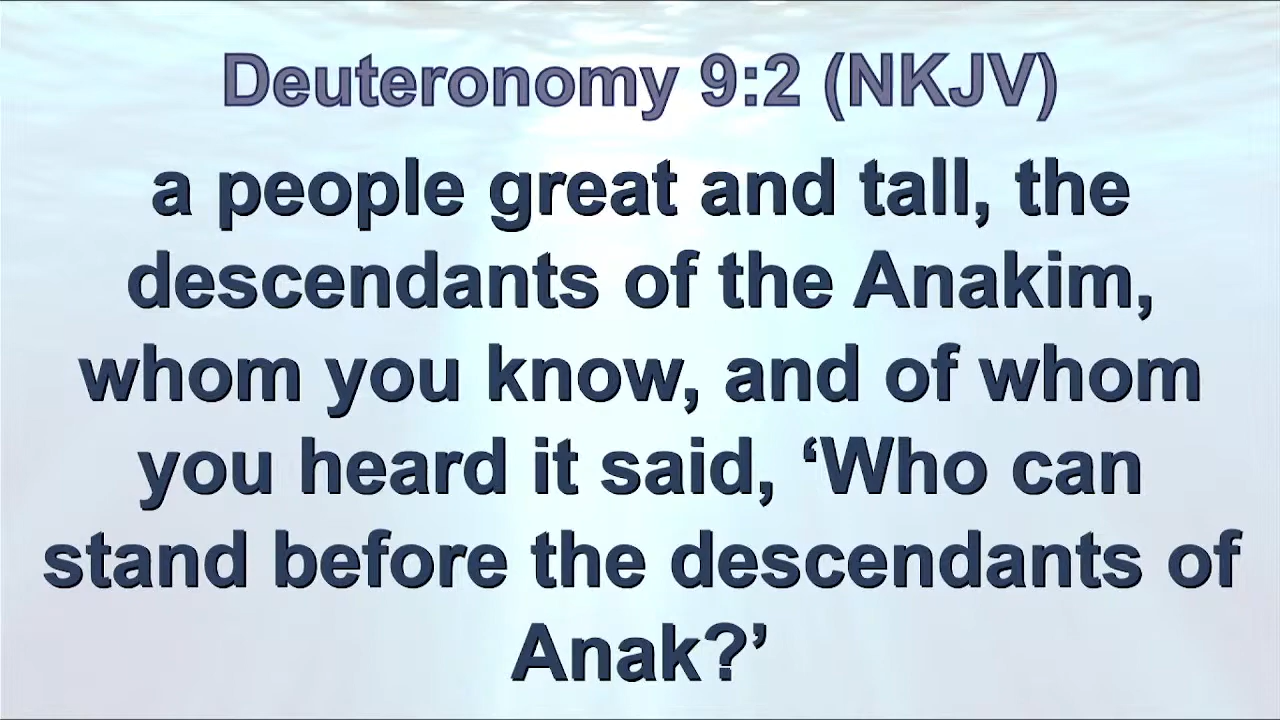 Deuteronomy 9:2 (NKJV)
a people great and tall, the
descendants of the Anakim,
whom you know, and of whom
you heard it said, ‘Who can
stand before the descendants of
Anak?’